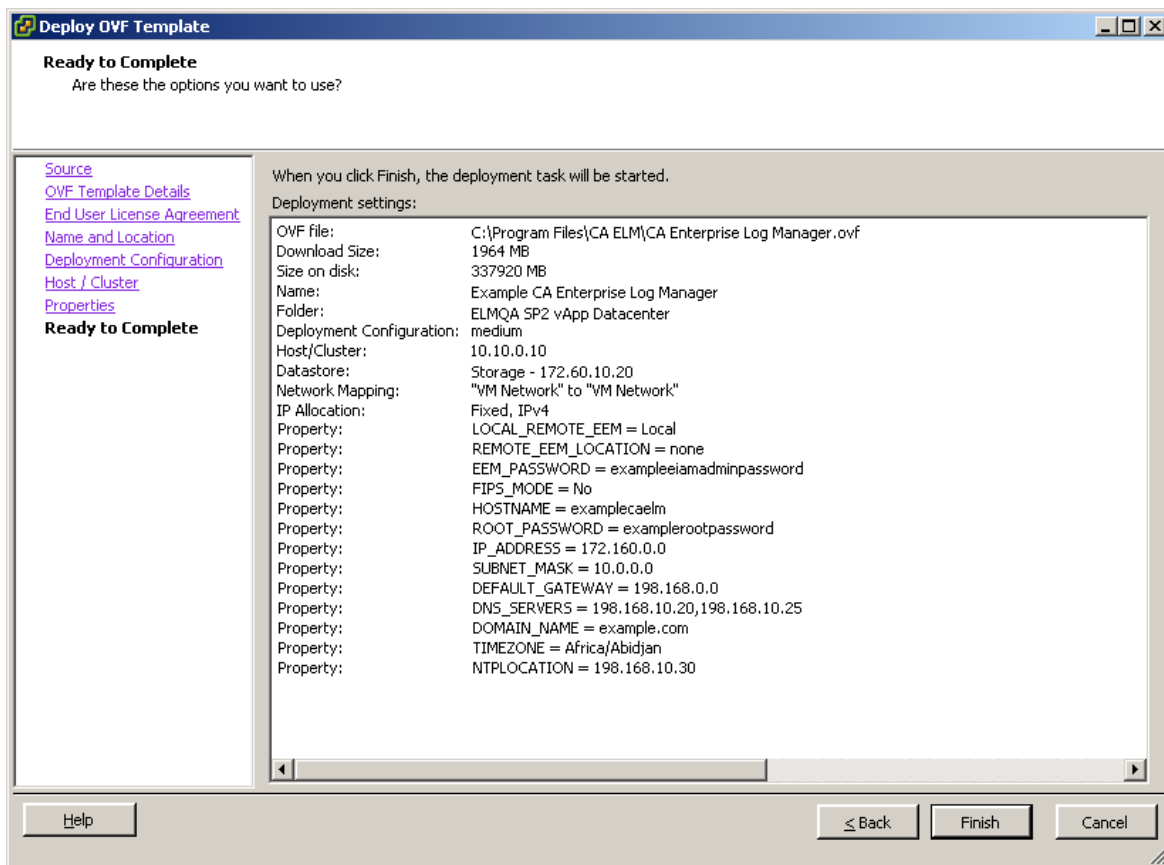 Deploy OVF Template
Ready to Complete
Are these the options you want to use?
Source
OVF Template Details
End User License Agreement
Name and Location
Deployment Configuration
Host / Cluster
Properties
Ready to Complete
When you click Finish, the deployment task will be started.
Deployment settings:
OVF file: C:\Program Files\CA ELM\CA Enterprise Log Manager.ovf
Download Size: 1964 MB
Size on disk: 337920 MB
Name: Example CA Enterprise Log Manager
Folder: ELMQA SP2 vApp Datacenter
Deployment Configuration: medium
Host/Cluster: 10.10.0.10
Datastore: Storage - 172.60.10.20
Network Mapping: "VM Network" to "VM Network"
IP Allocation: Fixed, IPv4
Property: LOCAL_REMOTE_EEM = Local
Property: REMOTE_EEM_LOCATION = none
Property: EEM_PASSWORD = exampleeiamadminpassword
Property: FIPS_MODE = No
Property: HOSTNAME = examplecaelm
Property: ROOT_PASSWORD = examplerootpassword
Property: IP_ADDRESS = 172.160.0.0
Property: SUBNET_MASK = 10.0.0.0
Property: DEFAULT_GATEWAY = 198.168.0.0
Property: DNS_SERVERS = 198.168.10.20,198.168.10.25
Property: DOMAIN_NAME = example.com
Property: TIMEZONE = Africa/Abidjan
Property: NTPLOCATION = 198.168.10.30
Help
< Back
Finish
Cancel